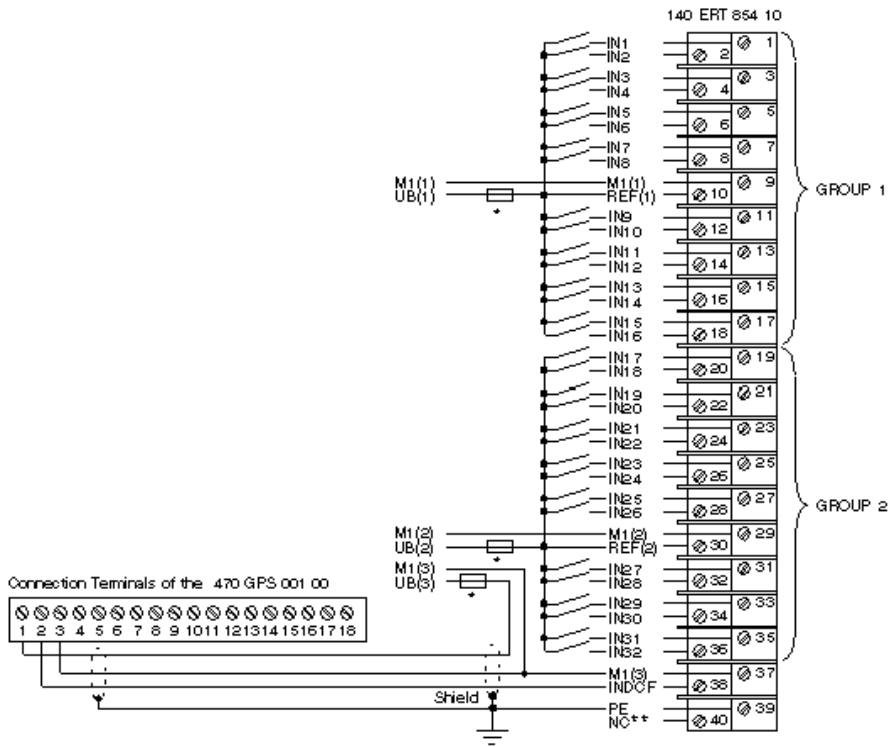 140 ERT 854 10
IN1 1
IN2 2
IN3 3
IN4 4
IN5 5
IN6 6
IN7 7
IN8 8
M1(1) M1(1) 9
UB(1) * REF(1) 10
GROUP 1
IN9 11
IN10 12
IN11 13
IN12 14
IN13 15
IN14 16
IN15 17
IN16 18
IN17 19
IN18 20
IN19 21
IN20 22
IN21 23
IN22 24
IN23 25
IN24 26
IN25 27
IN26 28
GROUP 2
M1(2) M1(2) 29
UB(2) * REF(2) 30
M1(3) IN27 31
UB(3) * IN28 32
Connection Terminals of the 470 GPS 001 00
IN29 33
IN30 34
1 2 3 4 5 6 7 8 9 10 11 12 13 14 15 16 17 18
IN31 35
IN32 36
M1(3) 37
INDCF 38
Shield
PE 39
NC** 40